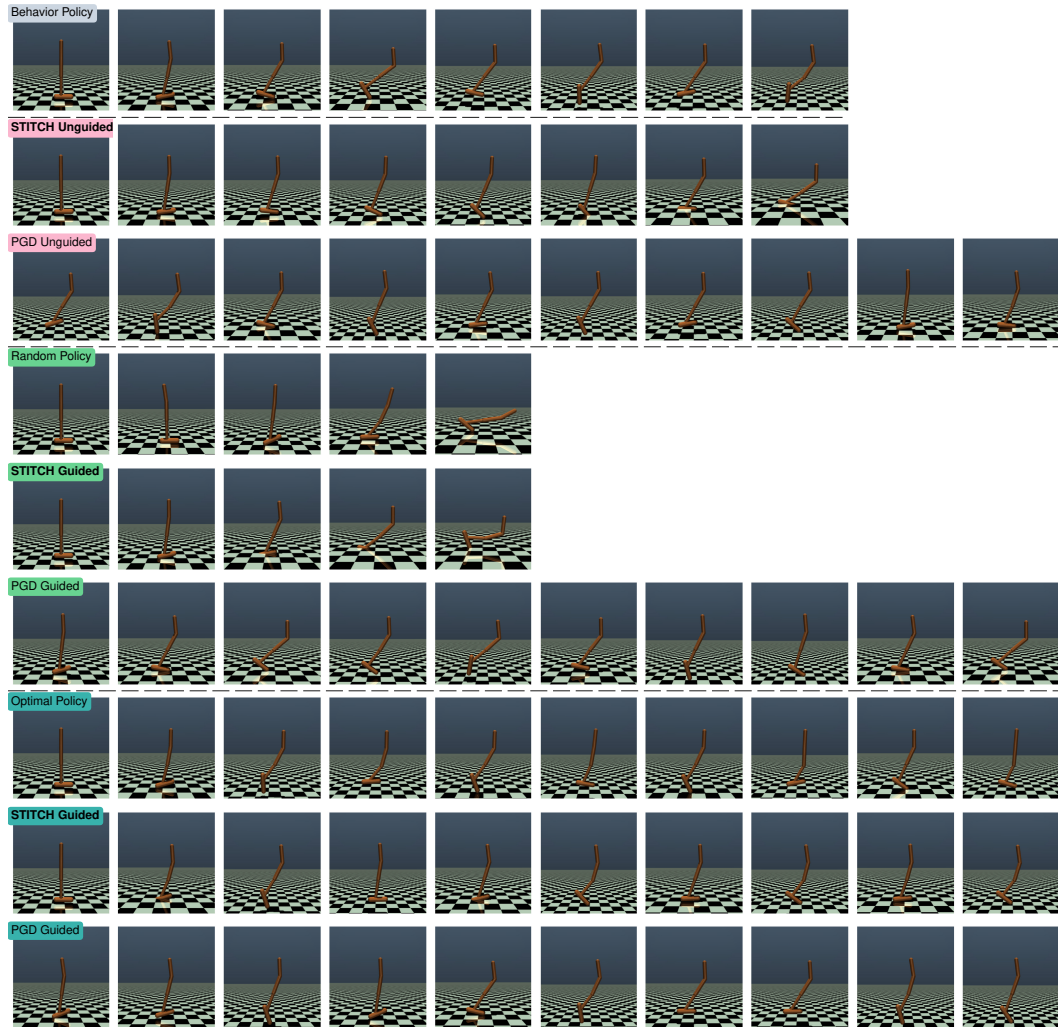 Behavior Policy
STITCH Unguided
PGD Unguided
Random Policy
STITCH Guided
PGD Guided
Optimal Policy
STITCH Guided
PGD Guided